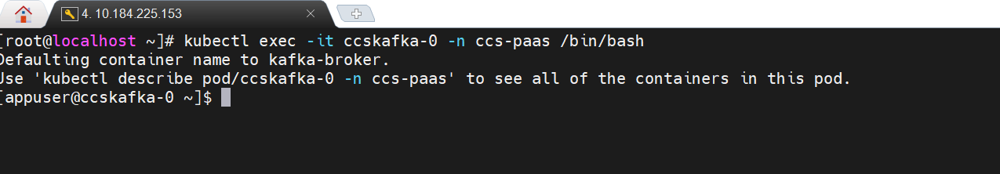 4. 10.184.225.153
[root@localhost ~]# kubectl exec -it ccskafka-0 -n ccs-paas /bin/bash
Defaulting container name to kafka-broker.
Use 'kubectl describe pod/ccskafka-0 -n ccs-paas' to see all of the containers in this pod.
[appuser@ccskafka-0 ~]$